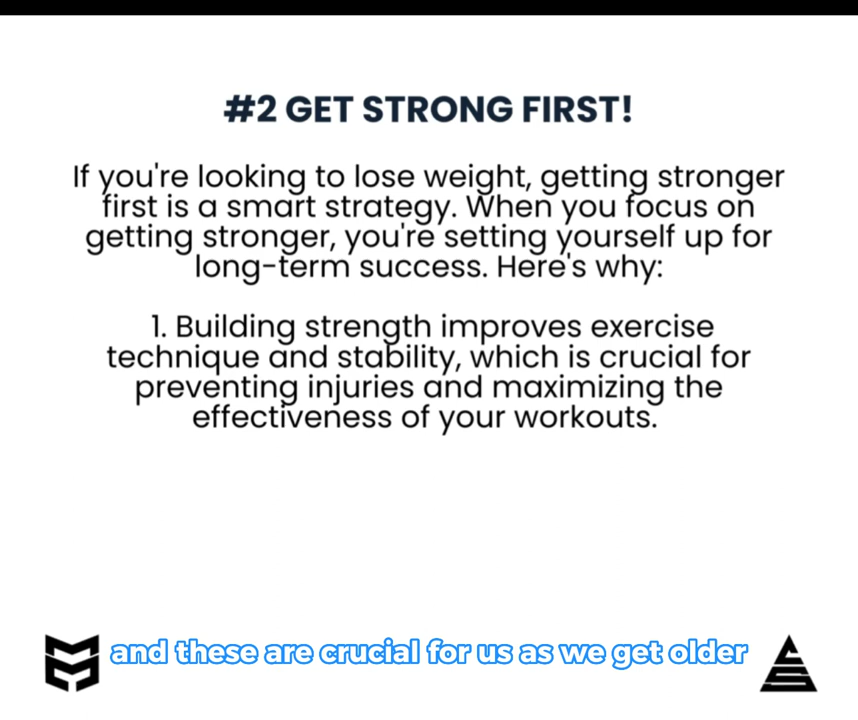 #2 GET STRONG FIRST!
If you're looking to lose weight, getting stronger
first is a smart strategy. When you focus on
getting stronger, you're setting yourself up for
long-term success. Here's why:
1. Building strength improves exercise
technique and stability, which is crucial for
preventing injuries and maximizing the
effectiveness of your workouts.
and these are crucial for us as we get older